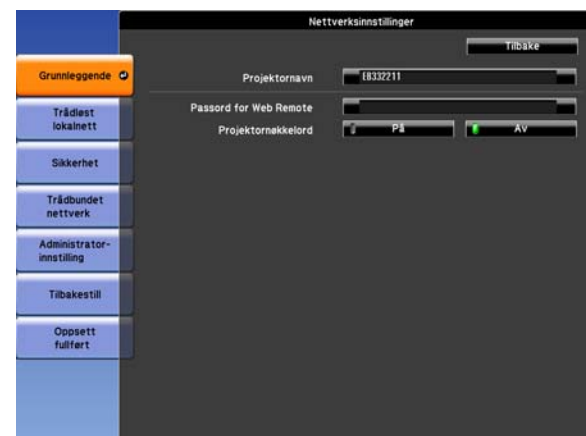 Nettverksinnstillinger
Tilbake
Grunnleggende
Projektornavn
EB332211
Trådløst
lokalnett
Passord for Web Remote
Projektornøkkelord
På
Av
Sikkerhet
Trådbundet
nettverk
Administrator-
innstilling
Tilbakestill
Oppsett
fullført